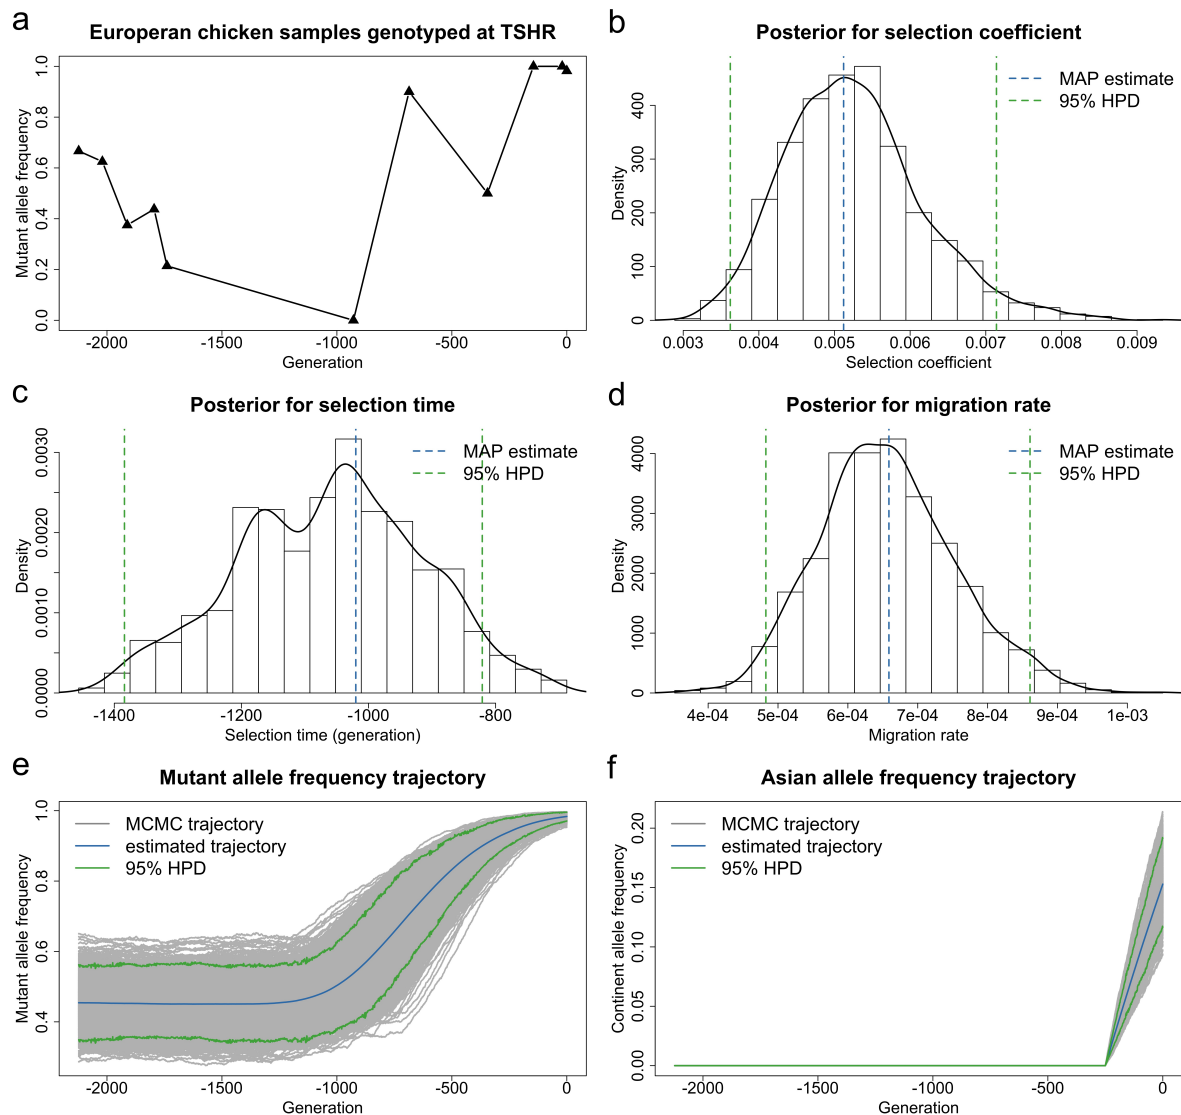 a
Europeran chicken samples genotyped at TSHR
Mutant allele frequency
0.0 0.2 0.4 0.6 0.8 1.0
-2000 -1500 -1000 -500 0
Generation
b
Posterior for selection coefficient
MAP estimate
95% HPD
Density
0 100 200 300 400
0.003 0.004 0.005 0.006 0.007 0.008 0.009
Selection coefficient
c
Posterior for selection time
MAP estimate
95% HPD
Density
0.0000 0.0010 0.0020 0.0030
-1400 -1200 -1000 -800
Selection time (generation)
d
Posterior for migration rate
MAP estimate
95% HPD
Density
0 1000 2000 3000 4000
4e-04 5e-04 6e-04 7e-04 8e-04 9e-04 1e-03
Migration rate
e
Mutant allele frequency trajectory
MCMC trajectory
estimated trajectory
95% HPD
Mutant allele frequency
0.4 0.6 0.8 1.0
-2000 -1500 -1000 -500 0
Generation
f
Asian allele frequency trajectory
MCMC trajectory
estimated trajectory
95% HPD
Continent allele frequency
0.00 0.05 0.10 0.15 0.20
-2000 -1500 -1000 -500 0
Generation